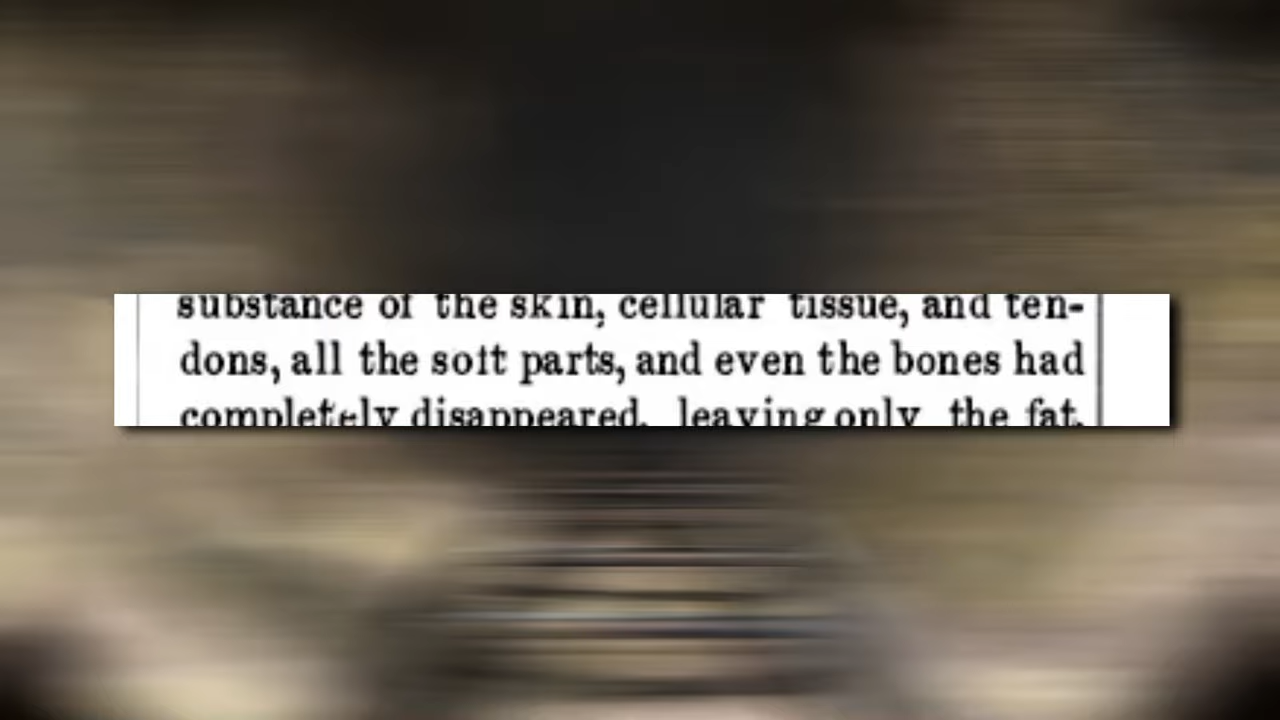 substance of the skin, cellular tissue, and ten-
dons, all the soft parts, and even the bones had
completely disappeared, leaving only the fat,